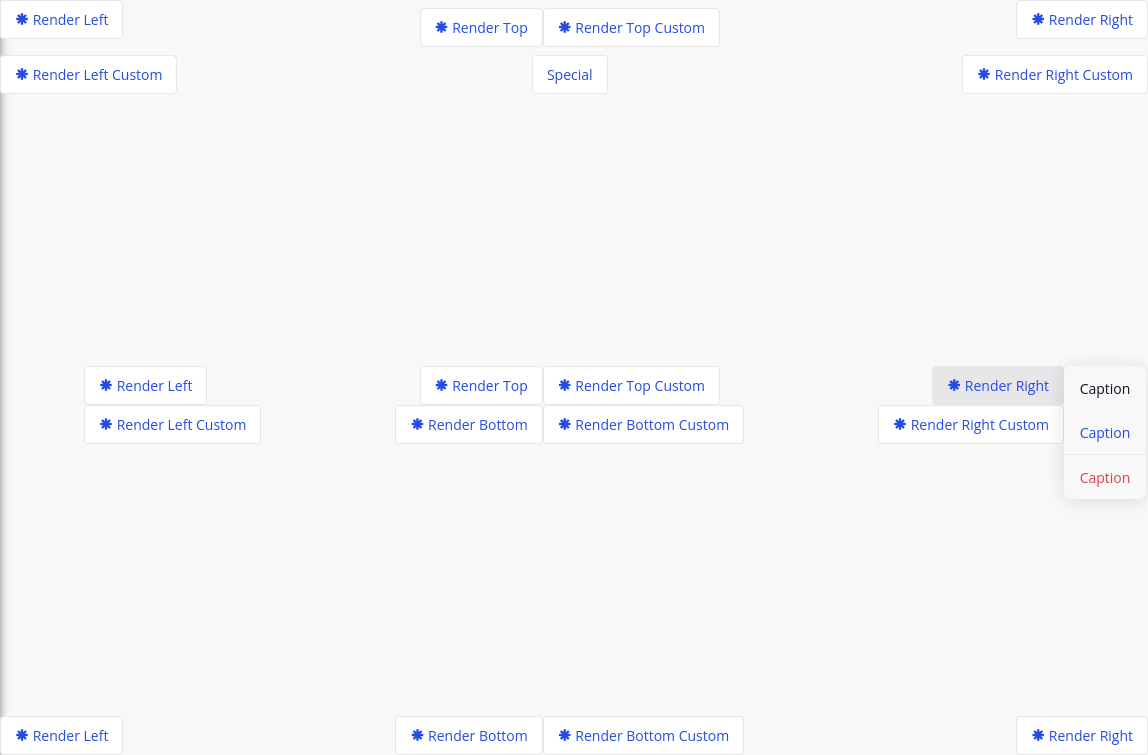 Render Left
Render Top
Render Top Custom
Render Right
Render Left Custom
Special
Render Right Custom
Render Left
Render Top
Render Top Custom
Render Right
Caption
Render Left Custom
Render Bottom
Render Bottom Custom
Render Right Custom
Caption
Caption
Render Left
Render Bottom
Render Bottom Custom
Render Right